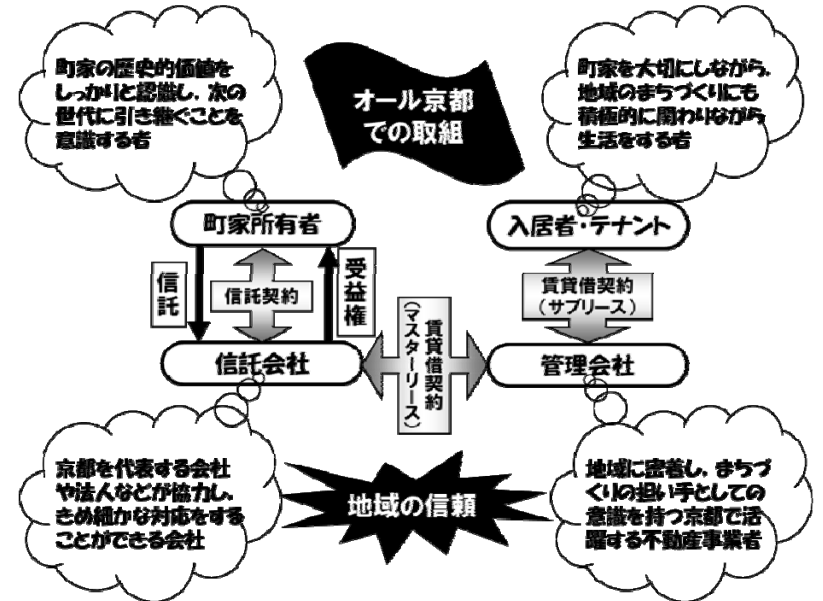 町家の歴史的価値を
しっかりと認識し、次の
世代に引き継ぐことを
意識する者
オール京都
での取組
町家を大切にしながら、
地域のまちづくりにも
積極的に関わりながら
生活をする者
町家所有者
入居者・テナント
信託
信託契約
受益権
賃貸借契約
(サブリース)
賃貸借契約
(マスターリース)
信託会社
管理会社
京都を代表する会社
や法人などが協力し、
きめ細かな対応をする
ことができる会社
地域の信頼
地域に密着し、まちづ
くりの担い手としての
意識を持つ京都で活
躍する不動産事業者